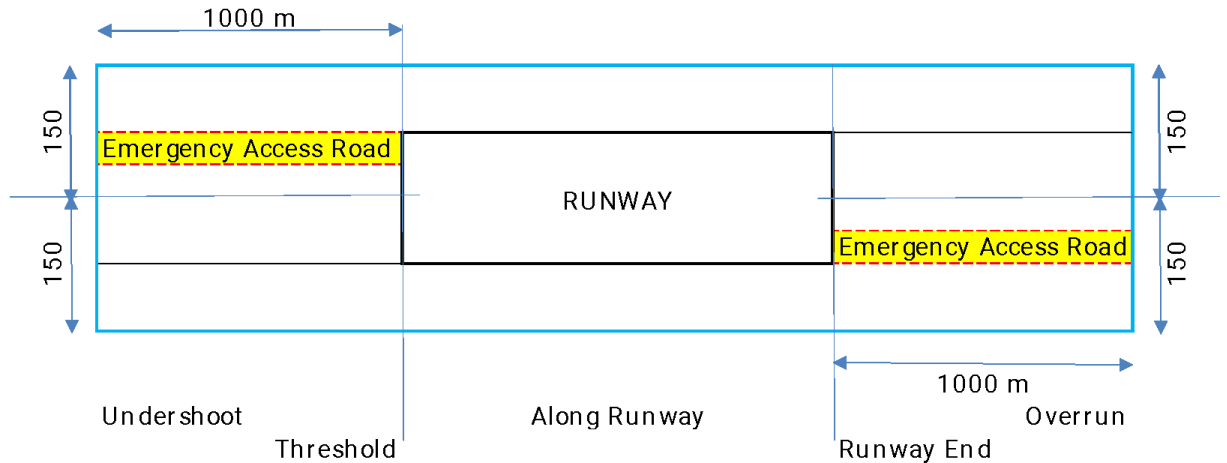 1000 m
150
150
Emergency Access Road
RUNWAY
150
Emergency Access Road
150
1000 m
Undershoot
Along Runway
Overrun
Threshold
Runway End